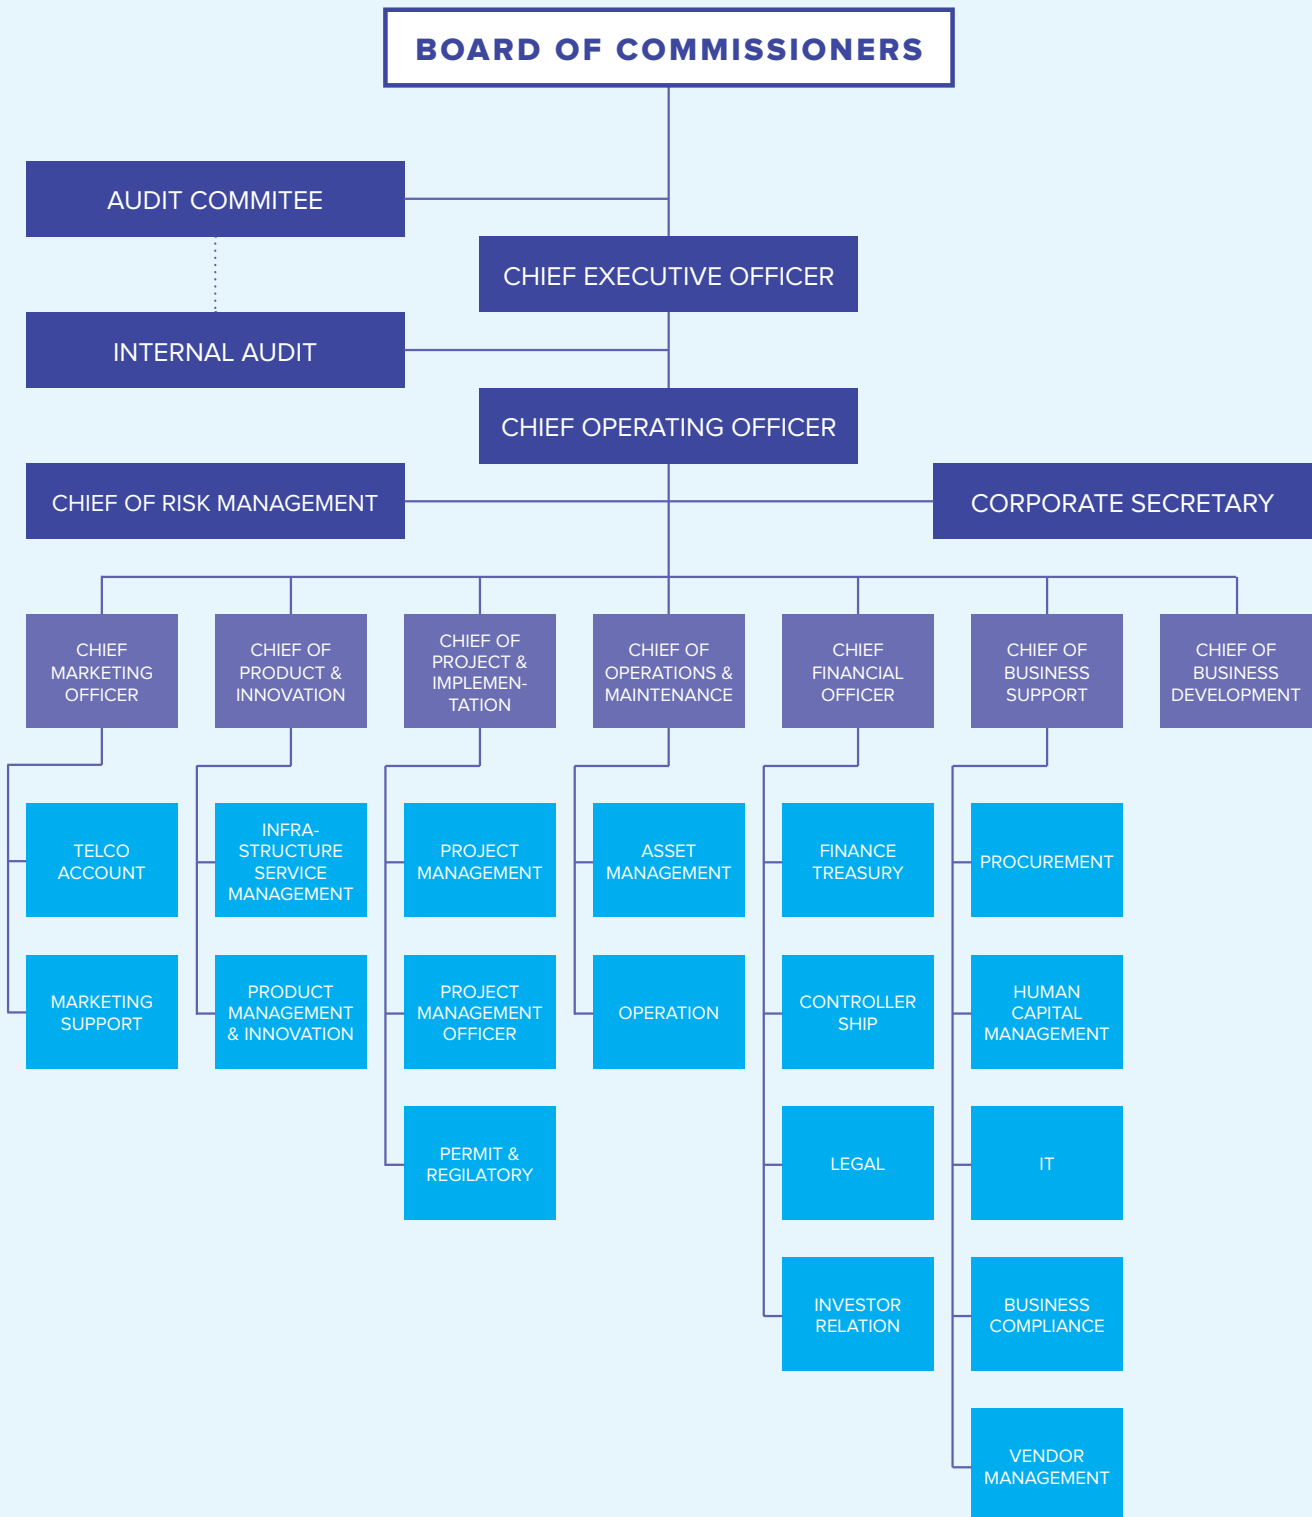 BOARD OF COMMISSIONERS
AUDIT COMMITEE
CHIEF EXECUTIVE OFFICER
INTERNAL AUDIT
CHIEF OPERATING OFFICER
CHIEF OF RISK MANAGEMENT
CORPORATE SECRETARY
CHIEF
MARKETING
OFFICER
CHIEF OF
PRODUCT &
INNOVATION
CHIEF OF
PROJECT &
IMPLEMEN-
TATION
CHIEF OF
OPERATIONS &
MAINTENANCE
CHIEF
FINANCIAL
OFFICER
CHIEF OF
BUSINESS
SUPPORT
CHIEF OF
BUSINESS
DEVELOPMENT
TELCO
ACCOUNT
INFRA-
STRUCTURE
SERVICE
MANAGEMENT
PROJECT
MANAGEMENT
ASSET
MANAGEMENT
FINANCE
TREASURY
PROCUREMENT
MARKETING
SUPPORT
PRODUCT
MANAGEMENT
& INNOVATION
PROJECT
MANAGEMENT
OFFICER
OPERATION
CONTROLLER
SHIP
HUMAN
CAPITAL
MANAGEMENT
PERMIT &
REGILATORY
LEGAL
IT
INVESTOR
RELATION
BUSINESS
COMPLIANCE
VENDOR
MANAGEMENT